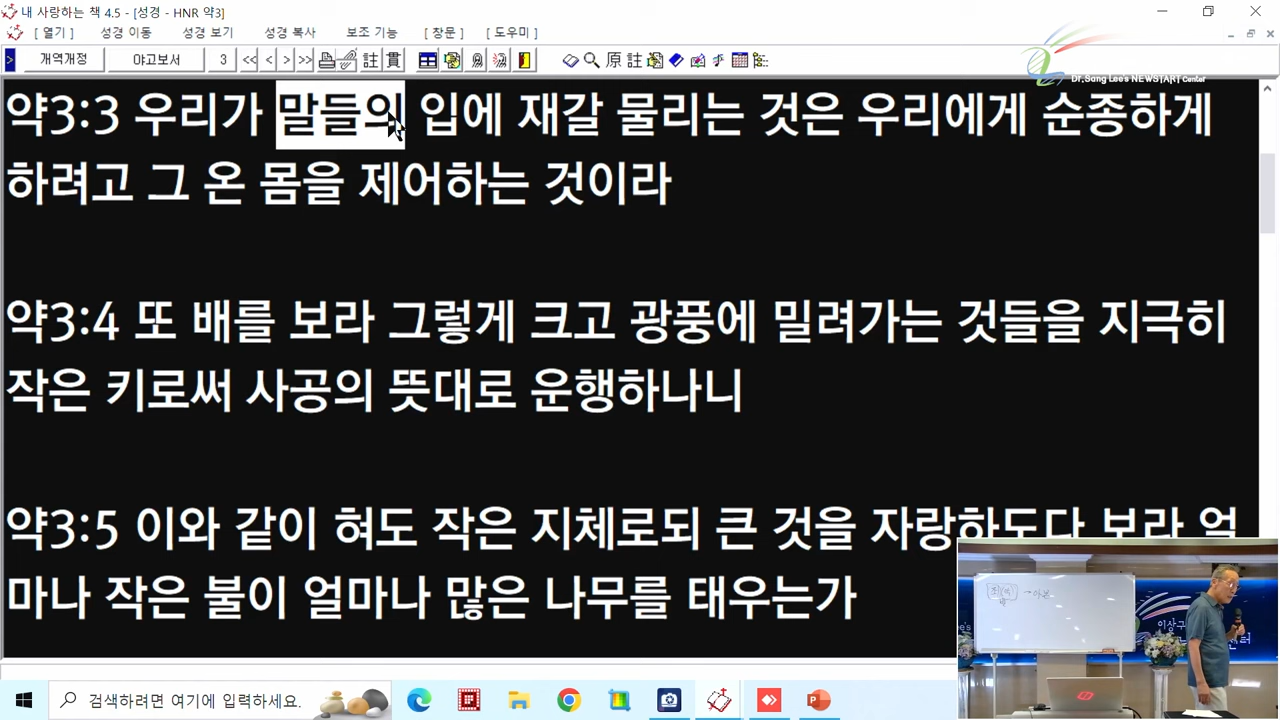 내 사랑하는 책 4.5 - [성경 - HNR 약3]
[ 열기 ] 성경 이동 성경 보기 성경 복사 보조 기능 [ 창문 ] [ 도우미 ]
개역개정 야고보서 3 << < > >> 註 貫 原 註
Dr.Sang Lee's NEWSTART Center
약3:3 우리가 말들의 입에 재갈 물리는 것은 우리에게 순종하게
하려고 그 온 몸을 제어하는 것이라
약3:4 또 배를 보라 그렇게 크고 광풍에 밀려가는 것들을 지극히
작은 키로써 사공의 뜻대로 운행하나니
약3:5 이와 같이 혀도 작은 지체로되 큰 것을 자랑하도다 보라 얼
마나 작은 불이 얼마나 많은 나무를 태우는가
이상구
검색하려면 여기에 입력하세요.